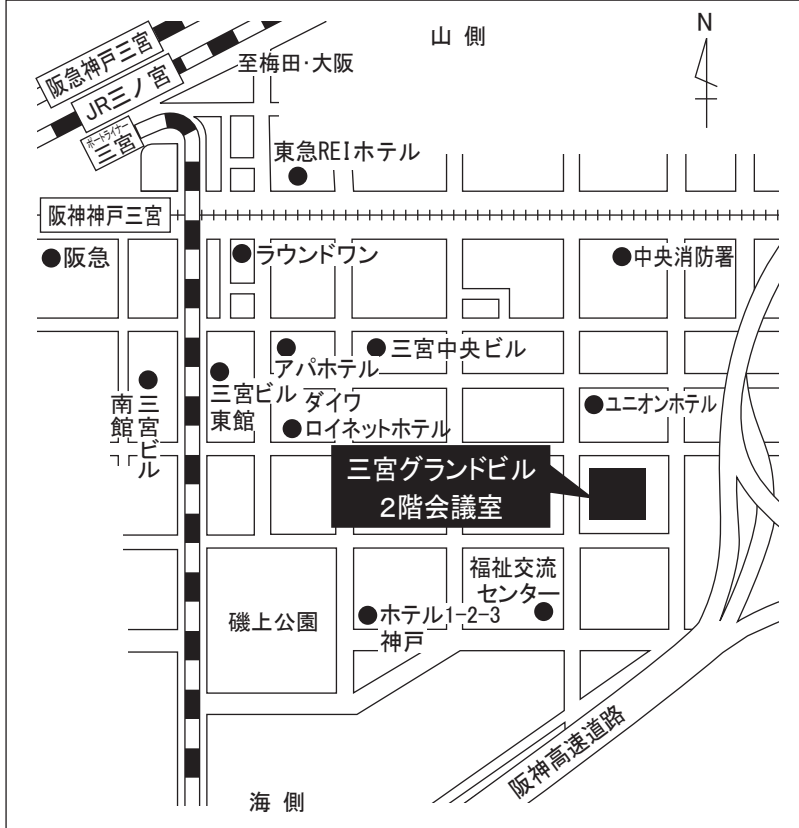 山 側
N
阪急神戸三宮
JR三ノ宮
至梅田・大阪
ポートライナー
三宮
東急REIホテル
阪神神戸三宮
阪急
ラウンドワン
中央消防署
三宮中央ビル
アパホテル
三宮ビル
南館
三宮ビル
東館
ダイワ
ロイネットホテル
ユニオンホテル
三宮グランドビル
2階会議室
福祉交流
センター
磯上公園
ホテル1-2-3
神戸
阪神高速道路
海 側